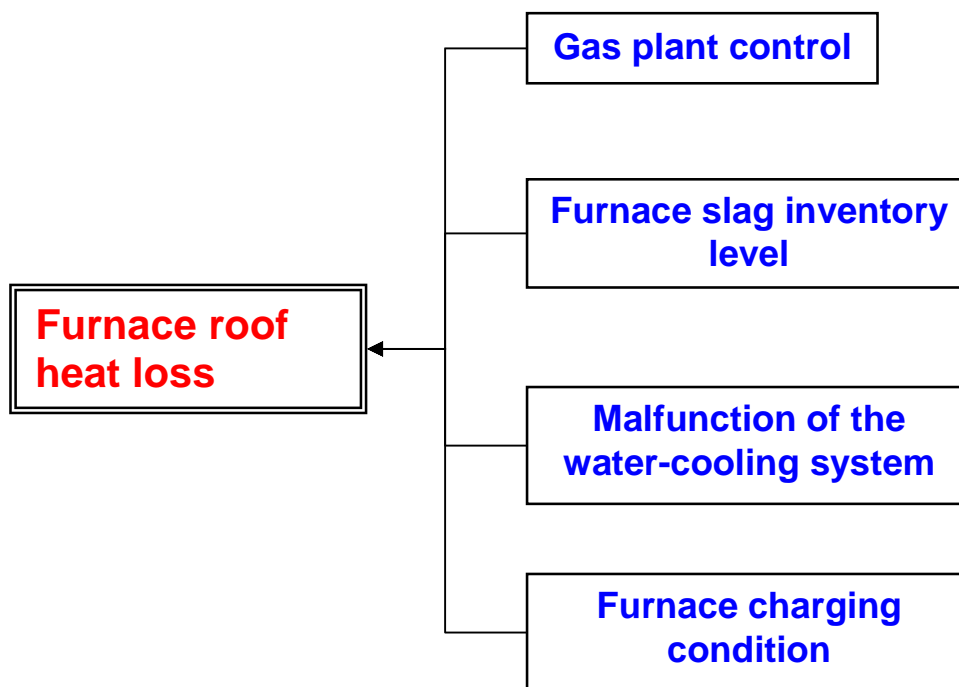 Gas plant control
Furnace slag inventory
level
Furnace roof
heat loss
Malfunction of the
water-cooling system
Furnace charging
condition